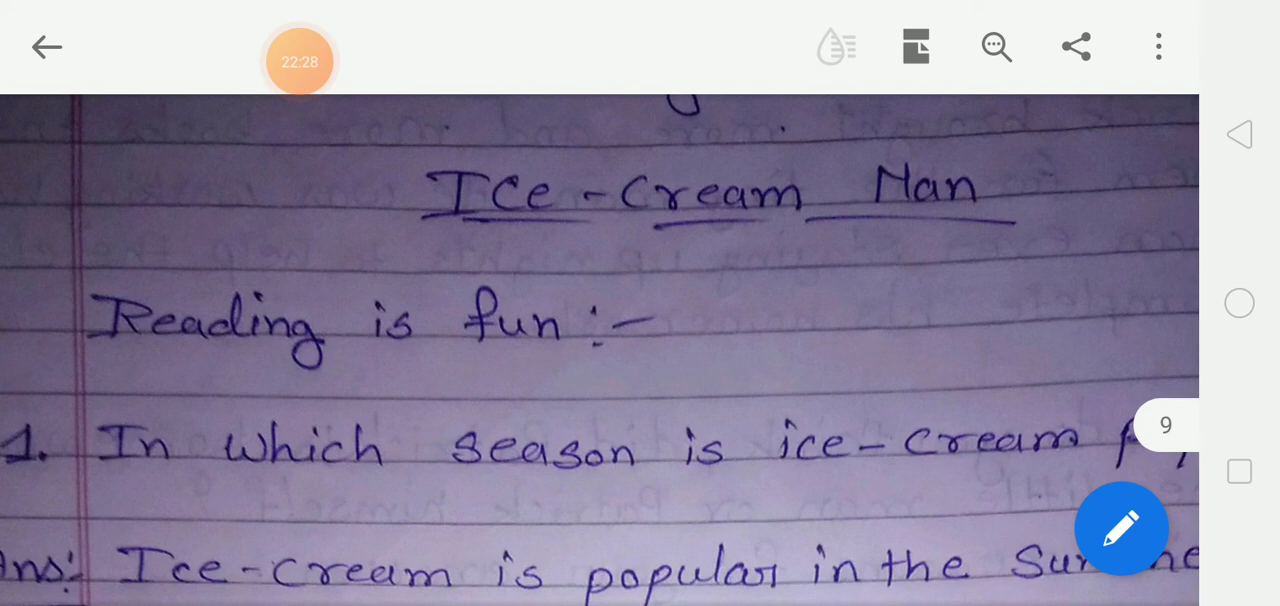 22:28
Ice-Cream Man
Reading is fun :-
1. In which season is ice-cream
9
Ans: Ice-cream is popular in the